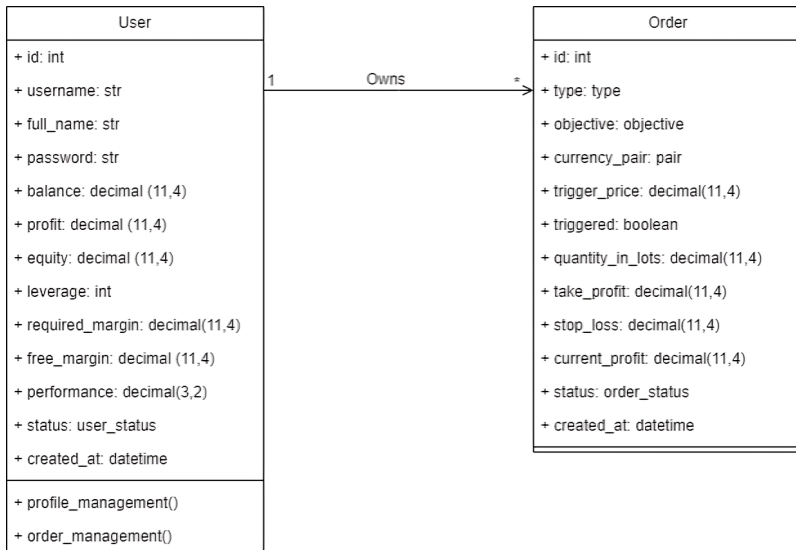 User
+ id: int
+ username: str
+ full_name: str
+ password: str
+ balance: decimal (11,4)
+ profit: decimal (11,4)
+ equity: decimal (11,4)
+ leverage: int
+ required_margin: decimal(11,4)
+ free_margin: decimal (11,4)
+ performance: decimal(3,2)
+ status: user_status
+ created_at: datetime
+ profile_management()
+ order_management()
1
Owns
*
Order
+ id: int
+ type: type
+ objective: objective
+ currency_pair: pair
+ trigger_price: decimal(11,4)
+ triggered: boolean
+ quantity_in_lots: decimal(11,4)
+ take_profit: decimal(11,4)
+ stop_loss: decimal(11,4)
+ current_profit: decimal(11,4)
+ status: order_status
+ created_at: datetime